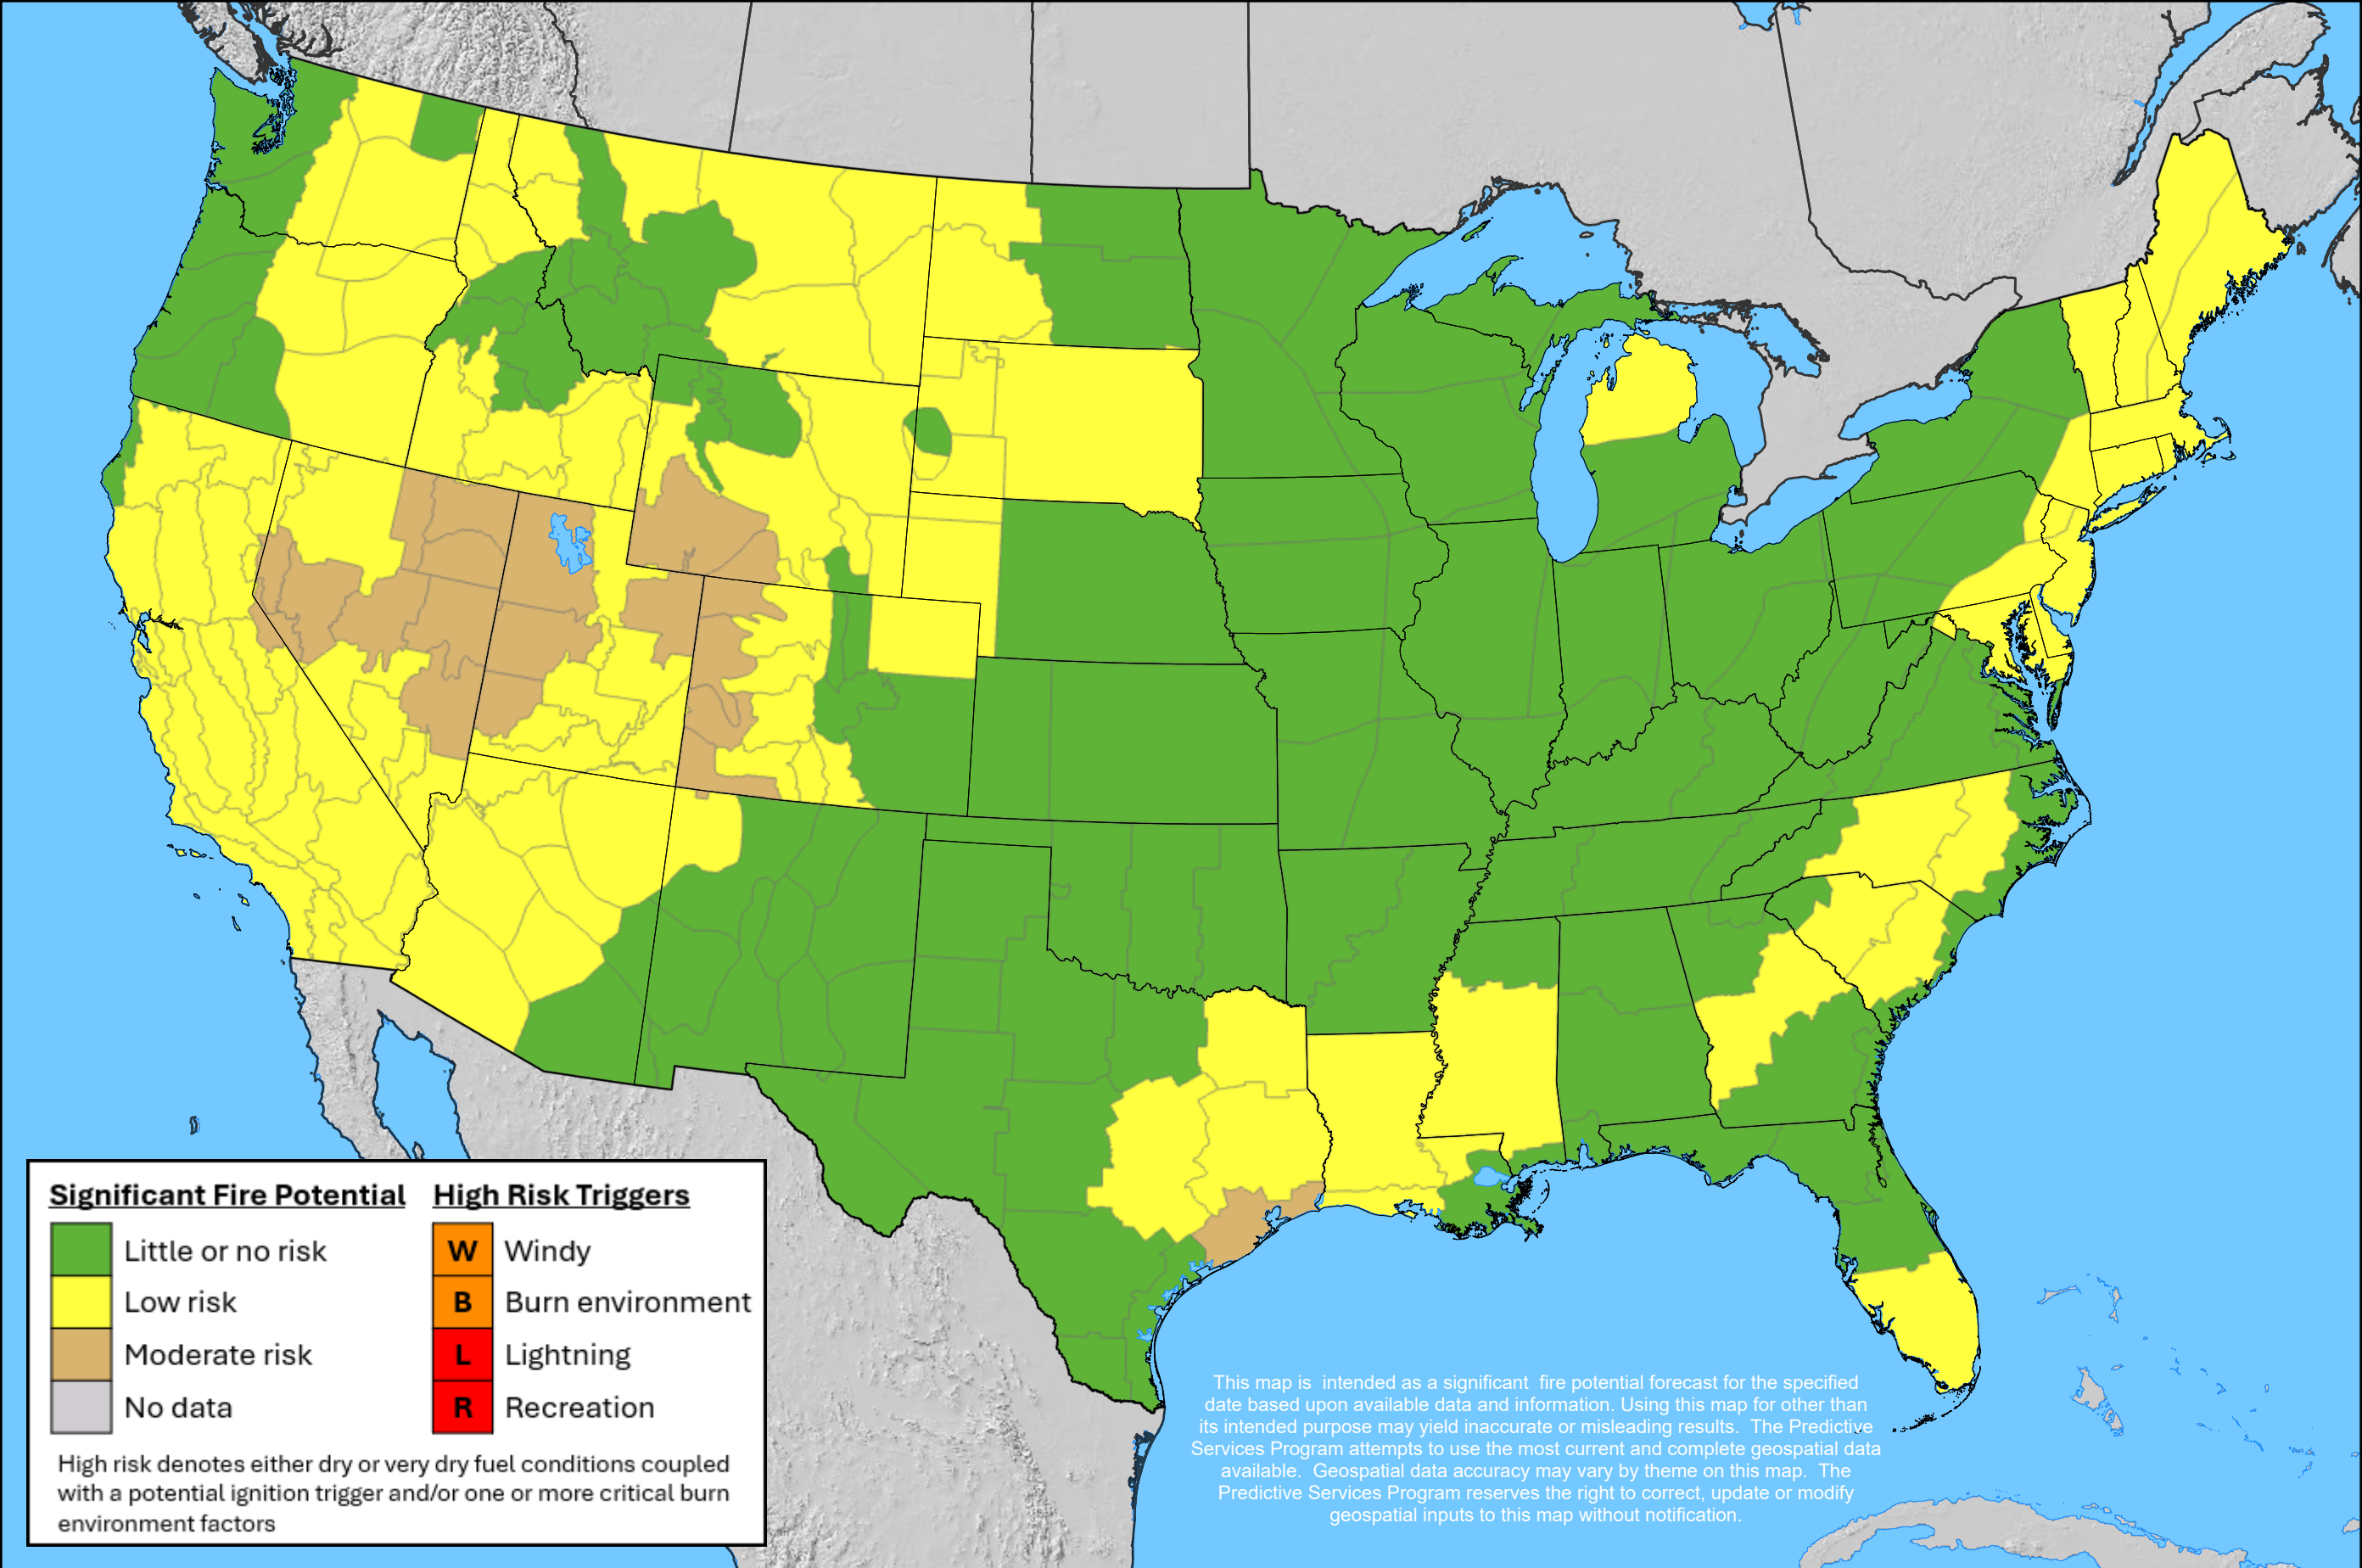 Significant Fire Potential
High Risk Triggers
Little or no risk
W Windy
Low risk
B Burn environment
Moderate risk
L Lightning
No data
R Recreation
High risk denotes either dry or very dry fuel conditions coupled
with a potential ignition trigger and/or one or more critical burn
environment factors
This map is intended as a significant fire potential forecast for the specified
date based upon available data and information. Using this map for other than
its intended purpose may yield inaccurate or misleading results. The Predictive
Services Program attempts to use the most current and complete geospatial data
available. Geospatial data accuracy may vary by theme on this map. The
Predictive Services Program reserves the right to correct, update or modify
geospatial inputs to this map without notification.